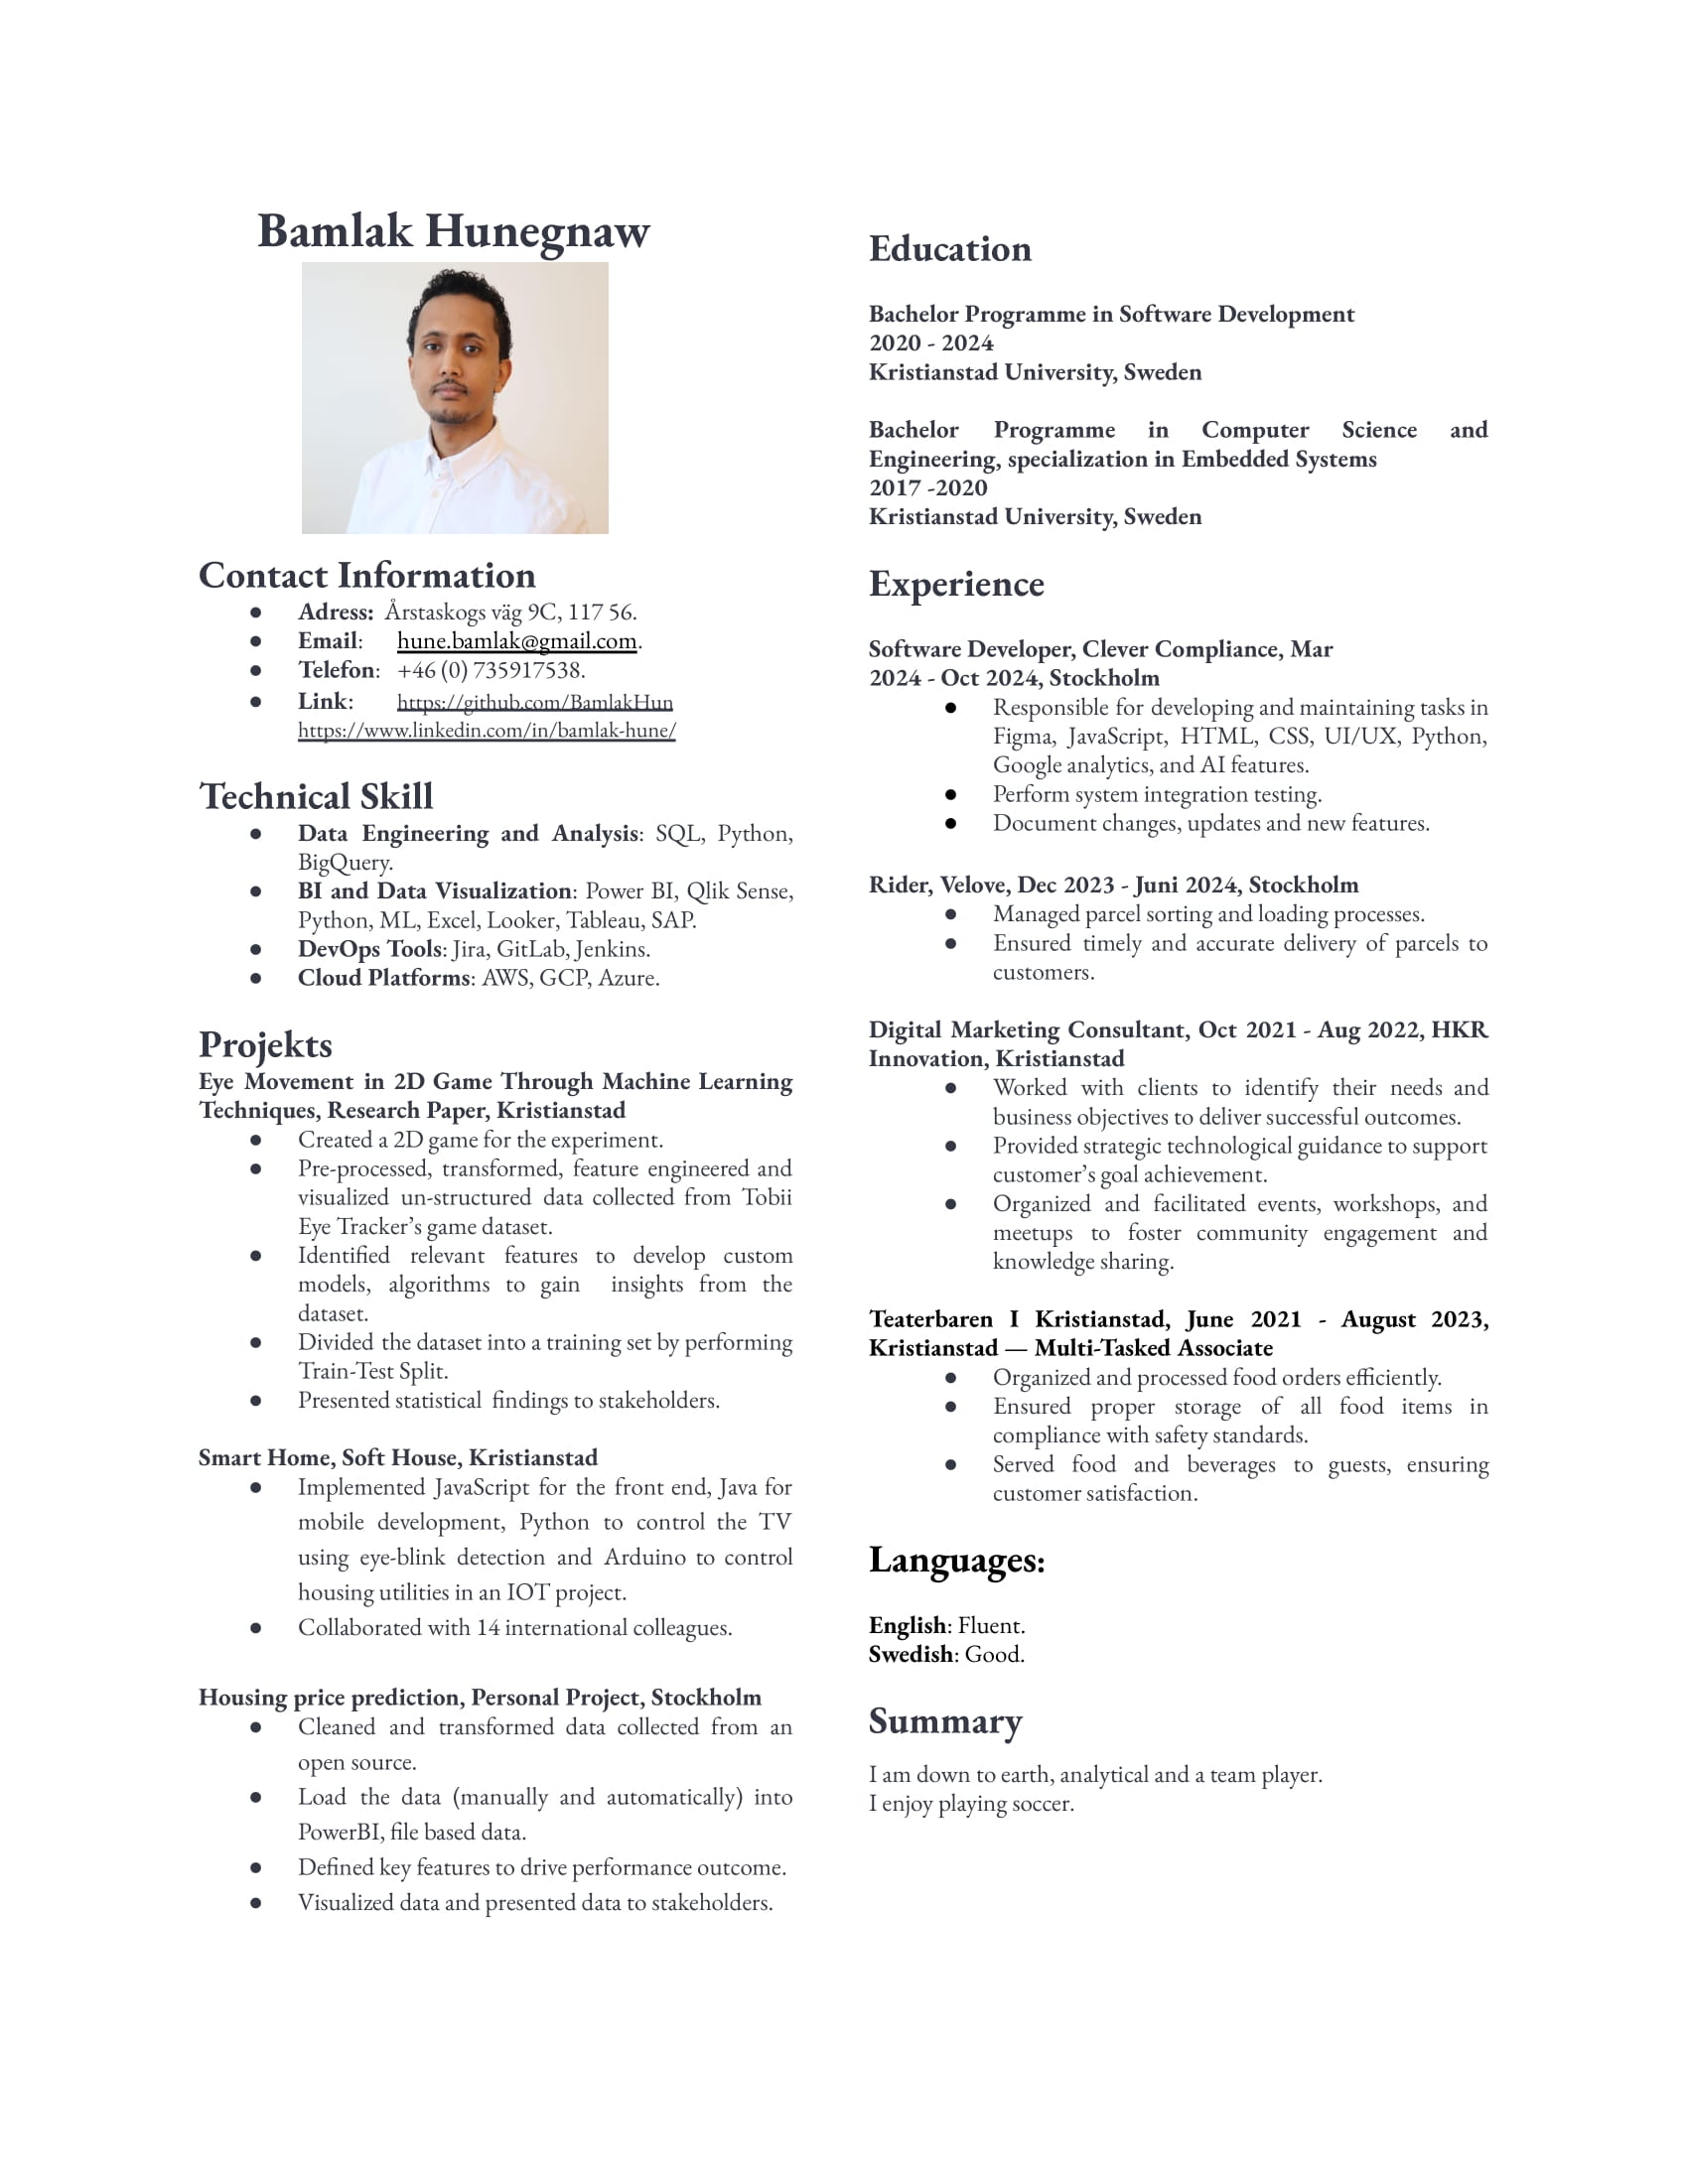 Bamlak Hunegnaw
Contact Information
● Adress: Årstaskogs väg 9C, 117 56.
● Email: hune.bamlak@gmail.com.
● Telefon: +46 (0) 735917538.
● Link: https://github.com/BamlakHun
https://www.linkedin.com/in/bamlak-hune/
Technical Skill
● Data Engineering and Analysis: SQL, Python,
BigQuery.
● BI and Data Visualization: Power BI, Qlik Sense,
Python, ML, Excel, Looker, Tableau, SAP.
● DevOps Tools: Jira, GitLab, Jenkins.
● Cloud Platforms: AWS, GCP, Azure.
Projekts
Eye Movement in 2D Game Through Machine Learning
Techniques, Research Paper, Kristianstad
● Created a 2D game for the experiment.
● Pre-processed, transformed, feature engineered and
visualized un-structured data collected from Tobii
Eye Tracker’s game dataset.
● Identified relevant features to develop custom
models, algorithms to gain insights from the
dataset.
● Divided the dataset into a training set by performing
Train-Test Split.
● Presented statistical findings to stakeholders.
Smart Home, Soft House, Kristianstad
● Implemented JavaScript for the front end, Java for
mobile development, Python to control the TV
using eye-blink detection and Arduino to control
housing utilities in an IOT project.
● Collaborated with 14 international colleagues.
Housing price prediction, Personal Project, Stockholm
● Cleaned and transformed data collected from an
open source.
● Load the data (manually and automatically) into
PowerBI, file based data.
● Defined key features to drive performance outcome.
● Visualized data and presented data to stakeholders.
Education
Bachelor Programme in Software Development
2020 - 2024
Kristianstad University, Sweden
Bachelor Programme in Computer Science and
Engineering, specialization in Embedded Systems
2017 -2020
Kristianstad University, Sweden
Experience
Software Developer, Clever Compliance, Mar
2024 - Oct 2024, Stockholm
● Responsible for developing and maintaining tasks in
Figma, JavaScript, HTML, CSS, UI/UX, Python,
Google analytics, and AI features.
● Perform system integration testing.
● Document changes, updates and new features.
Rider, Velove, Dec 2023 - Juni 2024, Stockholm
● Managed parcel sorting and loading processes.
● Ensured timely and accurate delivery of parcels to
customers.
Digital Marketing Consultant, Oct 2021 - Aug 2022, HKR
Innovation, Kristianstad
● Worked with clients to identify their needs and
business objectives to deliver successful outcomes.
● Provided strategic technological guidance to support
customer’s goal achievement.
● Organized and facilitated events, workshops, and
meetups to foster community engagement and
knowledge sharing.
Teaterbaren I Kristianstad, June 2021 - August 2023,
Kristianstad — Multi-Tasked Associate
● Organized and processed food orders efficiently.
● Ensured proper storage of all food items in
compliance with safety standards.
● Served food and beverages to guests, ensuring
customer satisfaction.
Languages:
English: Fluent.
Swedish: Good.
Summary
I am down to earth, analytical and a team player.
I enjoy playing soccer.